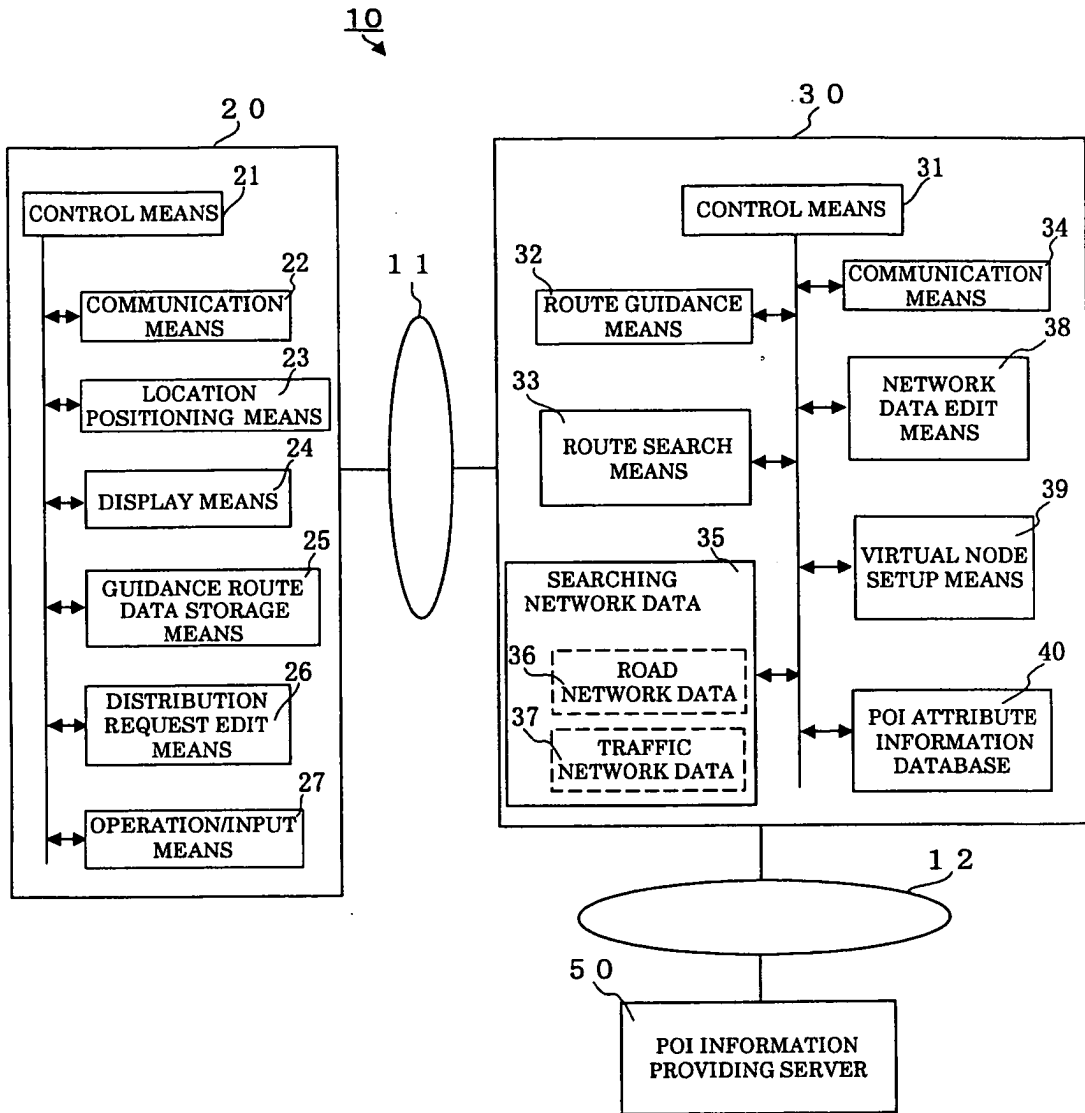 10
20
21
CONTROL MEANS
22
COMMUNICATION
MEANS
23
LOCATION
POSITIONING MEANS
24
DISPLAY MEANS
25
GUIDANCE ROUTE
DATA STORAGE
MEANS
26
DISTRIBUTION
REQUEST EDIT
MEANS
27
OPERATION/INPUT
MEANS
11
30
31
CONTROL MEANS
32
ROUTE GUIDANCE
MEANS
33
ROUTE SEARCH
MEANS
35
SEARCHING
NETWORK DATA
36
ROAD
NETWORK DATA
37
TRAFFIC
NETWORK DATA
34
COMMUNICATION
MEANS
38
NETWORK
DATA EDIT
MEANS
39
VIRTUAL NODE
SETUP MEANS
40
POI ATTRIBUTE
INFORMATION
DATABASE
12
50
POI INFORMATION
PROVIDING SERVER